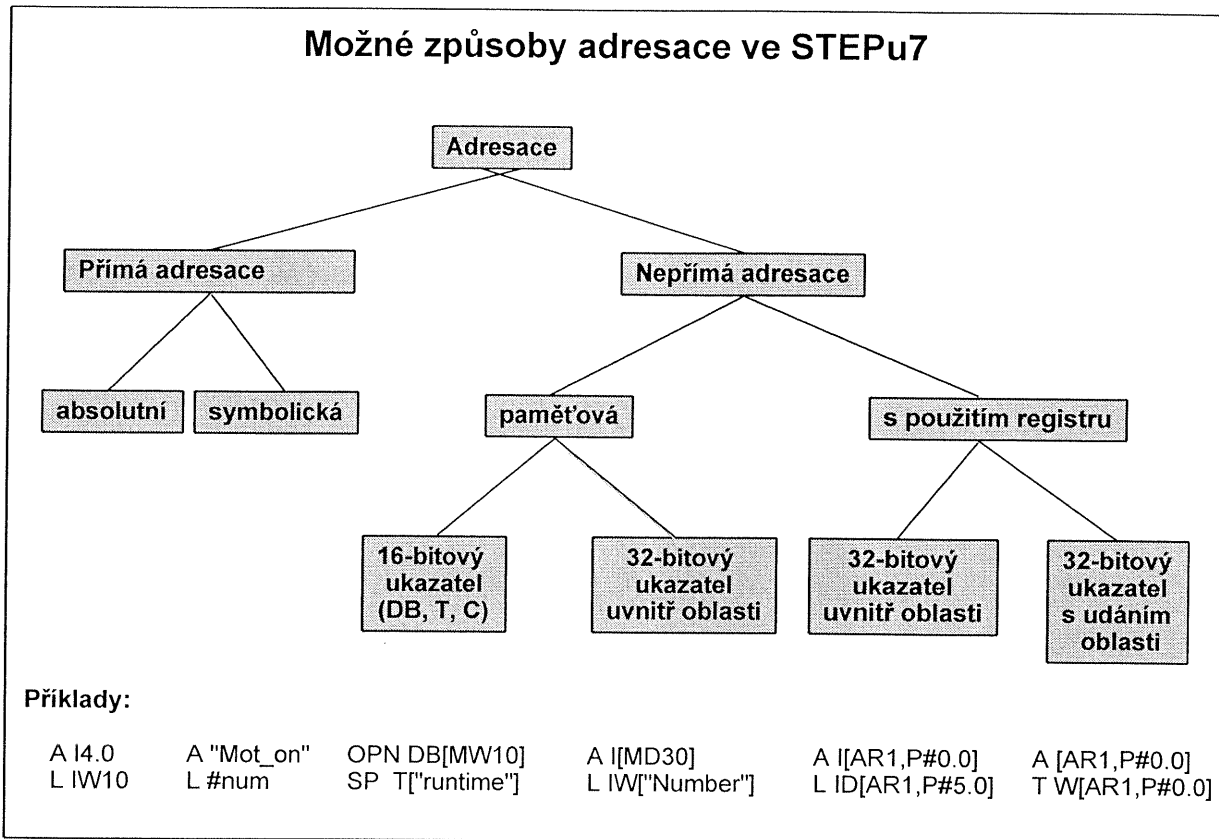 Možné způsoby adresace ve STEPu7
Adresace
Přímá adresace
Nepřímá adresace
absolutní
symbolická
paměťová
s použitím registru
16-bitový
ukazatel
(DB, T, C)
32-bitový
ukazatel
uvnitř oblasti
32-bitový
ukazatel
uvnitř oblasti
32-bitový
ukazatel
s udáním
oblasti
Příklady:
A I4.0 A "Mot_on" OPN DB[MW10] A I[MD30] A I[AR1,P#0.0] A [AR1,P#0.0]
L IW10 L #num SP T["runtime"] L IW["Number"] L ID[AR1,P#5.0] T W[AR1,P#0.0]